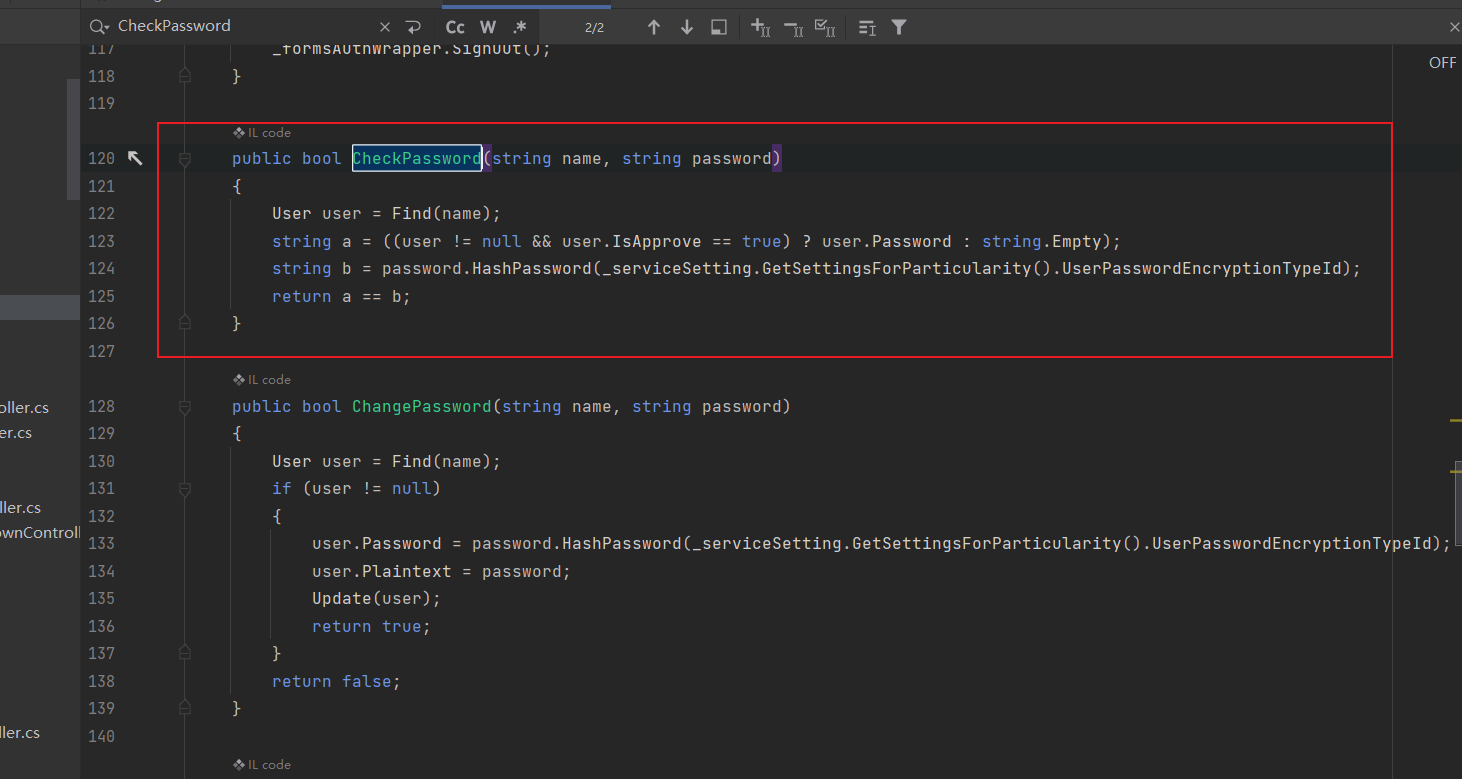 CheckPassword
Cc W .* 2/2
OFF
117 _formsAuthWrapper.SignOut();
118 }
119
IL code
120 public bool CheckPassword(string name, string password)
121 {
122 User user = Find(name);
123 string a = ((user != null && user.IsApprove == true) ? user.Password : string.Empty);
124 string b = password.HashPassword(_serviceSetting.GetSettingsForParticularity().UserPasswordEncryptionTypeId);
125 return a == b;
126 }
127
IL code
128 public bool ChangePassword(string name, string password)
129 {
130 User user = Find(name);
131 if (user != null)
132 {
133 user.Password = password.HashPassword(_serviceSetting.GetSettingsForParticularity().UserPasswordEncryptionTypeId);
134 user.Plaintext = password;
135 Update(user);
136 return true;
137 }
138 return false;
139 }
140
IL code
oller.cs
er.cs
ller.cs
ownControll
ller.cs